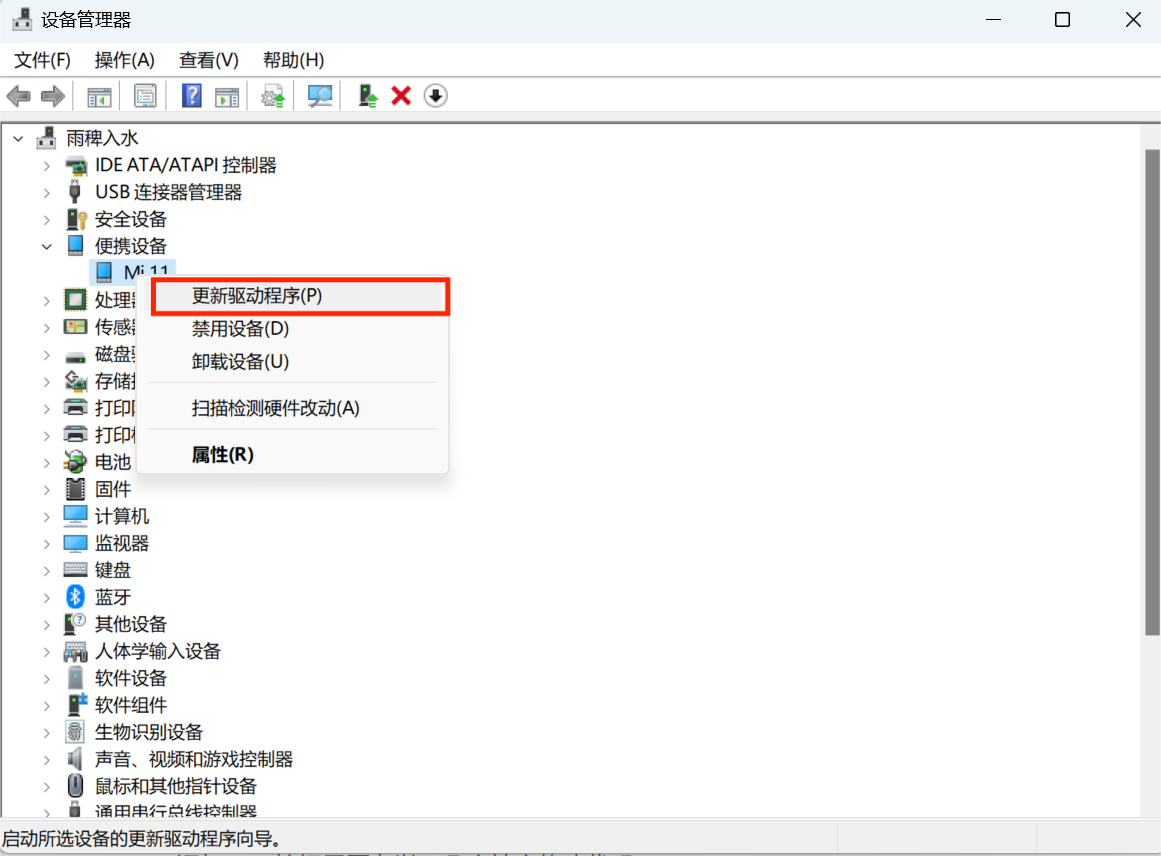 设备管理器
文件(F) 操作(A) 查看(V) 帮助(H)
雨稗入水
IDE ATA/ATAPI 控制器
USB 连接器管理器
安全设备
便携设备
Mi 11
更新驱动程序(P)
处理
禁用设备(D)
传感
卸载设备(U)
磁盘
存储
扫描检测硬件改动(A)
打印
打印
属性(R)
电池
固件
计算机
监视器
键盘
蓝牙
其他设备
人体学输入设备
软件设备
软件组件
生物识别设备
声音、视频和游戏控制器
鼠标和其他指针设备
通用串行总线控制器
启动所选设备的更新驱动程序向导。